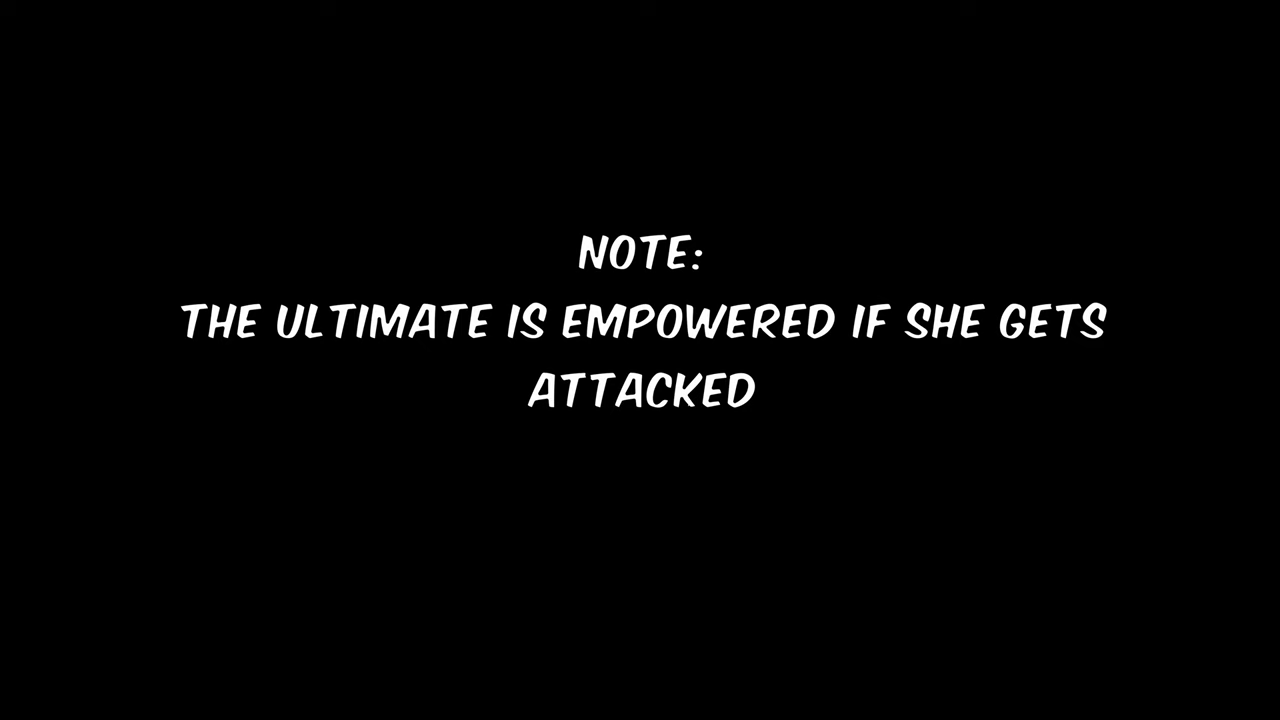 NOTE:
THE ULTIMATE IS EMPOWERED IF SHE GETS
ATTACKED